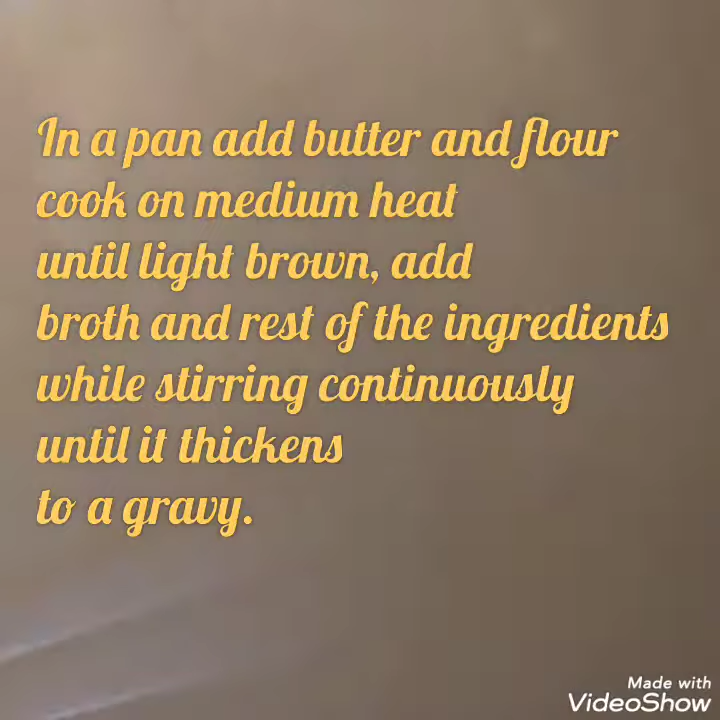 In a pan add butter and flour
cook on medium heat
until light brown, add
broth and rest of the ingredients
while stirring continuously
until it thickens
to a gravy.
Made with
VideoShow